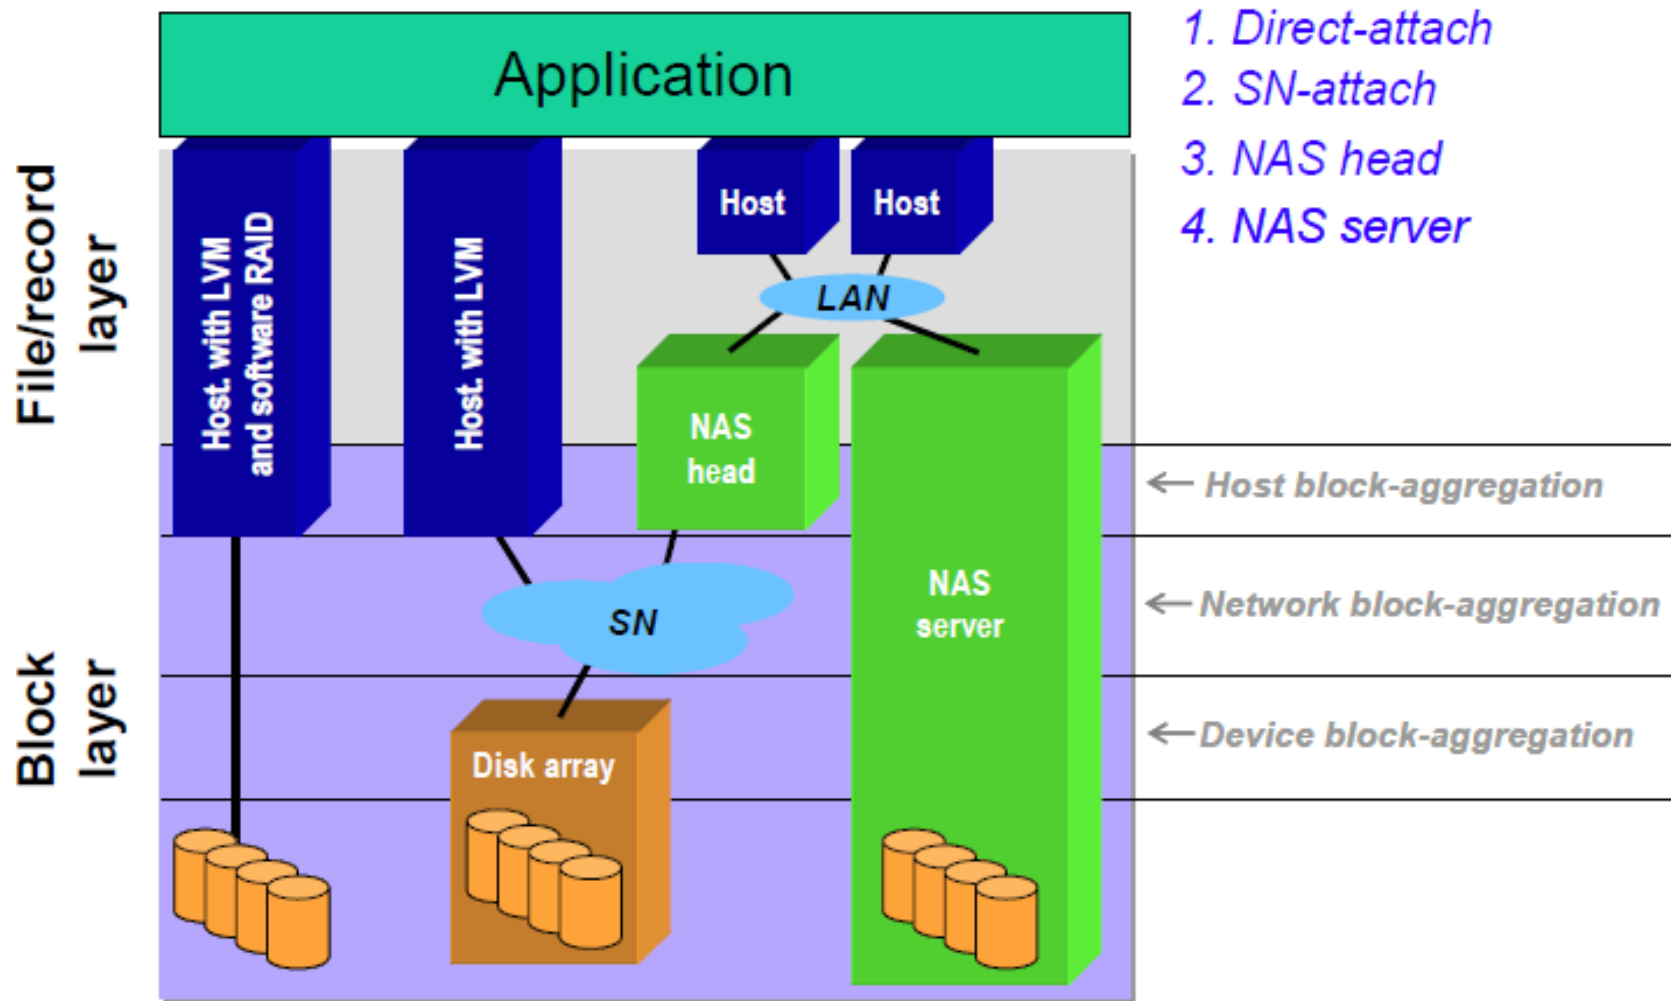 Application
1. Direct-attach
2. SN-attach
3. NAS head
4. NAS server
File/record
layer
Host. with LVM
and software RAID
Host. with LVM
Host
Host
LAN
NAS
head
NAS
server
SN
Disk array
Block
layer
Host block-aggregation
Network block-aggregation
Device block-aggregation